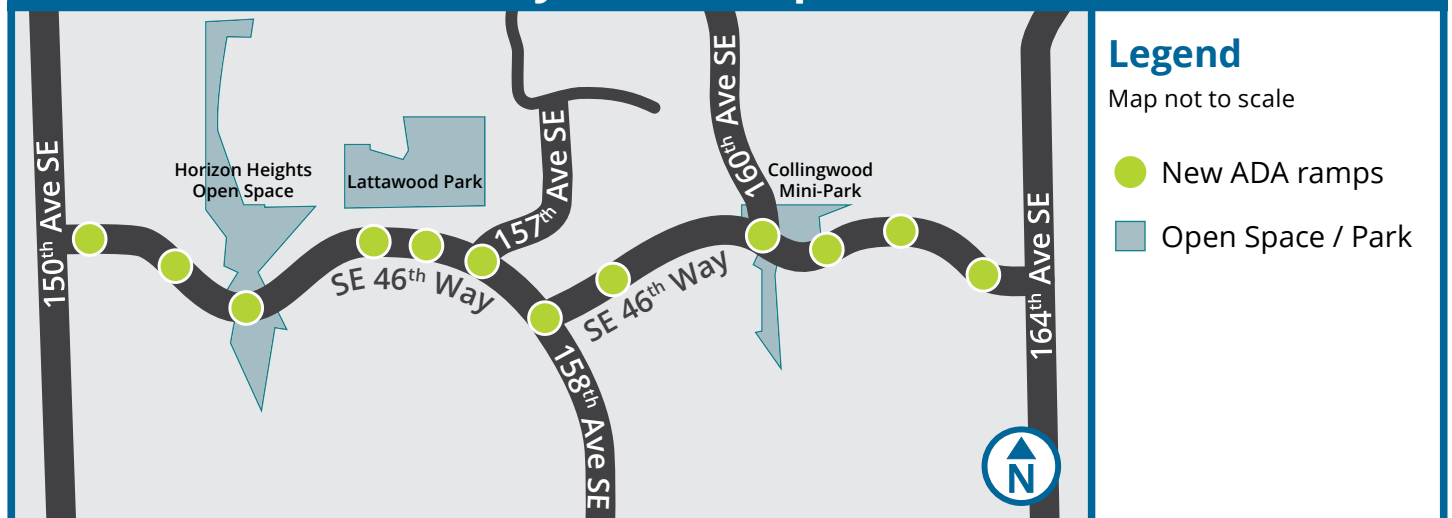 150th Ave SE
Horizon Heights
Open Space
Lattawood Park
157th Ave SE
160th Ave SE
Collingwood
Mini-Park
SE 46th Way
SE 46th Way
158th Ave SE
164th Ave SE
N
Legend
Map not to scale
New ADA ramps
Open Space / Park